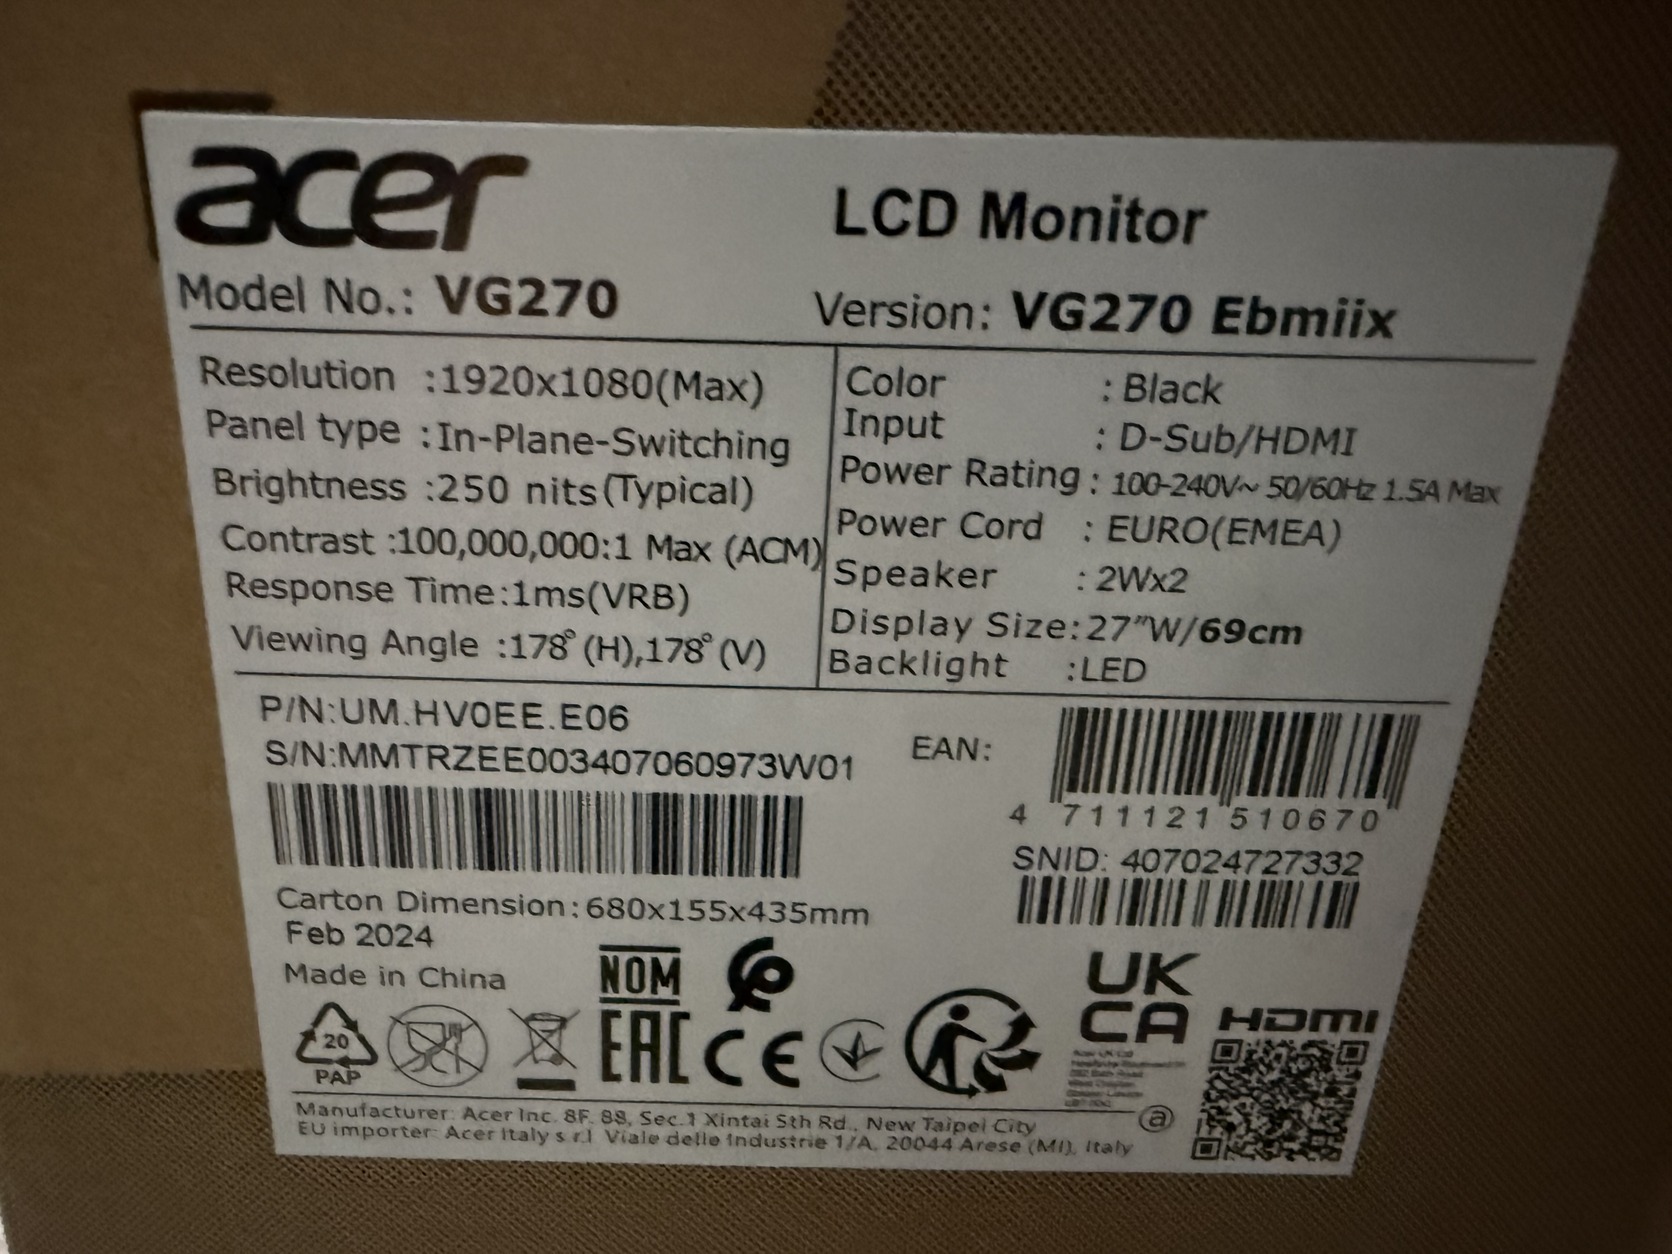 acer
LCD Monitor
Model No.: VG270
Version: VG270 Ebmiix
Resolution :1920x1080(Max)
Panel type :In-Plane-Switching
Brightness :250 nits(Typical)
Contrast :100,000,000:1 Max (ACM)
Response Time:1ms(VRB)
Viewing Angle :178°(H),178°(V)
Color : Black
Input : D-Sub/HDMI
Power Rating : 100-240V~ 50/60Hz 1.5A Max
Power Cord : EURO(EMEA)
Speaker : 2Wx2
Display Size:27"W/69cm
Backlight :LED
P/N:UM.HV0EE.E06
S/N:MMTRZEE003407060973W01
EAN:
4 711121 510670
SNID: 407024727332
Carton Dimension:680x155x435mm
Feb 2024
Made in China
NOM
20
PAP
EAC
CE
UK
CA
HDMI
Manufacturer: Acer Inc. 8F, 88, Sec.1 Xintai 5th Rd., New Taipei City
EU importer: Acer Italy s.r.l Viale delle Industrie 1/A, 20044 Arese (MI), Italy